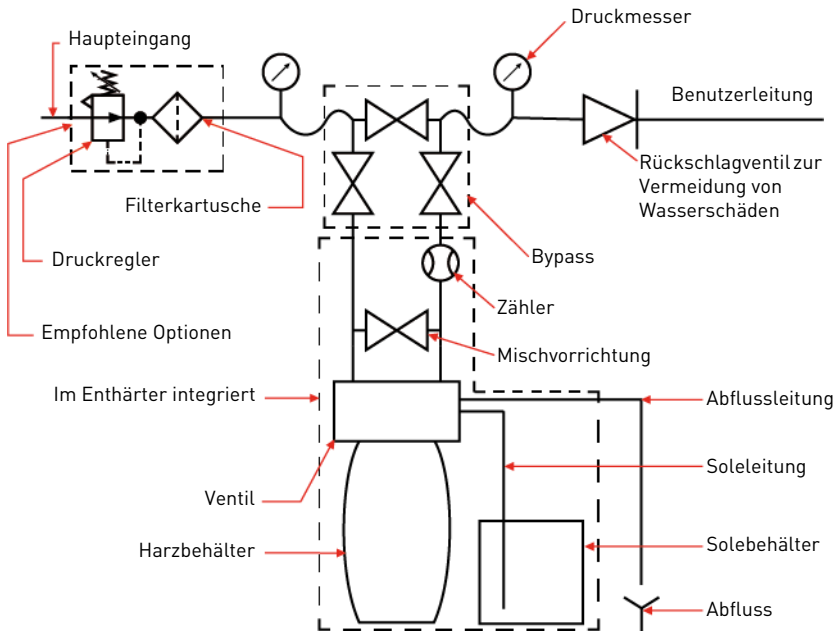 Druckmesser
Haupteingang
Benutzerleitung
Rückschlagventil zur
Vermeidung von
Wasserschäden
Filterkartusche
Bypass
Druckregler
Zähler
Empfohlene Optionen
Mischvorrichtung
Im Enthärter integriert
Abflussleitung
Soleleitung
Ventil
Harzbehälter
Solebehälter
Abfluss